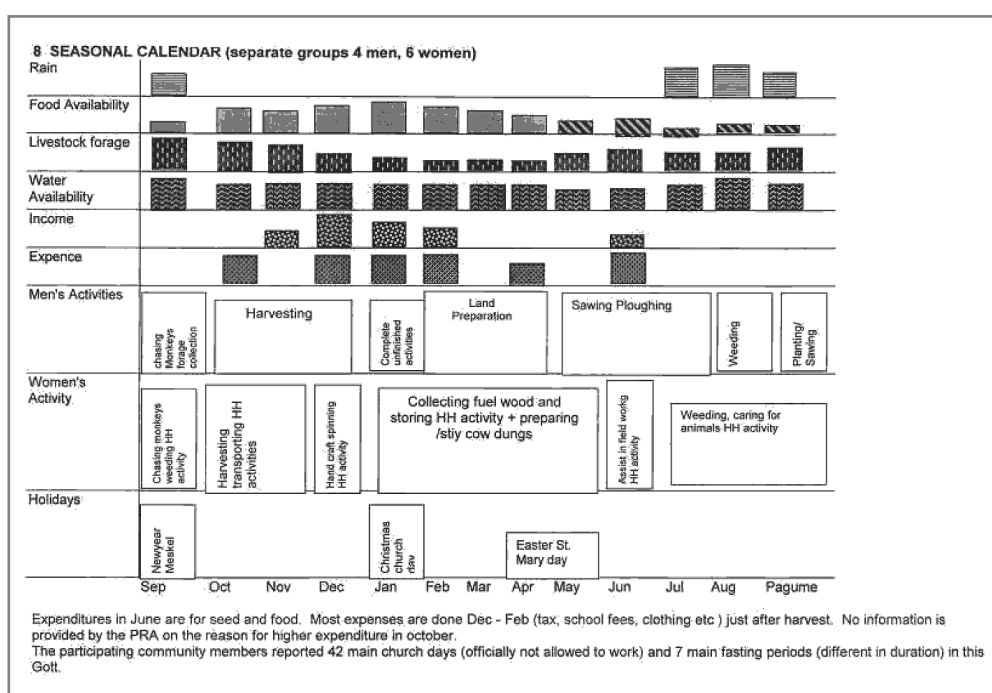 8 SEASONAL CALENDAR (separate groups 4 men, 6 women)
Rain
Food Availability
Livestock forage
Water
Availability
Income
Expence
Men's Activities
chasing
Monkeys
forage
collection
Harvesting
Complete
unfinished
activities
Land
Preparation
Sawing Ploughing
Weeding
Planting/
Sawing
Women's
Activity
Chasing monkeys
weeding HH
activity
Harvesting
transporting HH
activities
Hand craft spinning
HH activity
Collecting fuel wood and
storing HH activity + preparing
/stiy cow dungs
Assist in field workg
HH activity
Weeding, caring for
animals HH activity
Holidays
Newyear
Meskel
Christmas
church
day
Easter St.
Mary day
Sep Oct Nov Dec Jan Feb Mar Apr May Jun Jul Aug Pagume
Expenditures in June are for seed and food. Most expenses are done Dec - Feb (tax, school fees, clothing etc ) just after harvest. No information is
provided by the PRA on the reason for higher expenditure in october.
The participating community members reported 42 main church days (officially not allowed to work) and 7 main fasting periods (different in duration) in this
Gott.